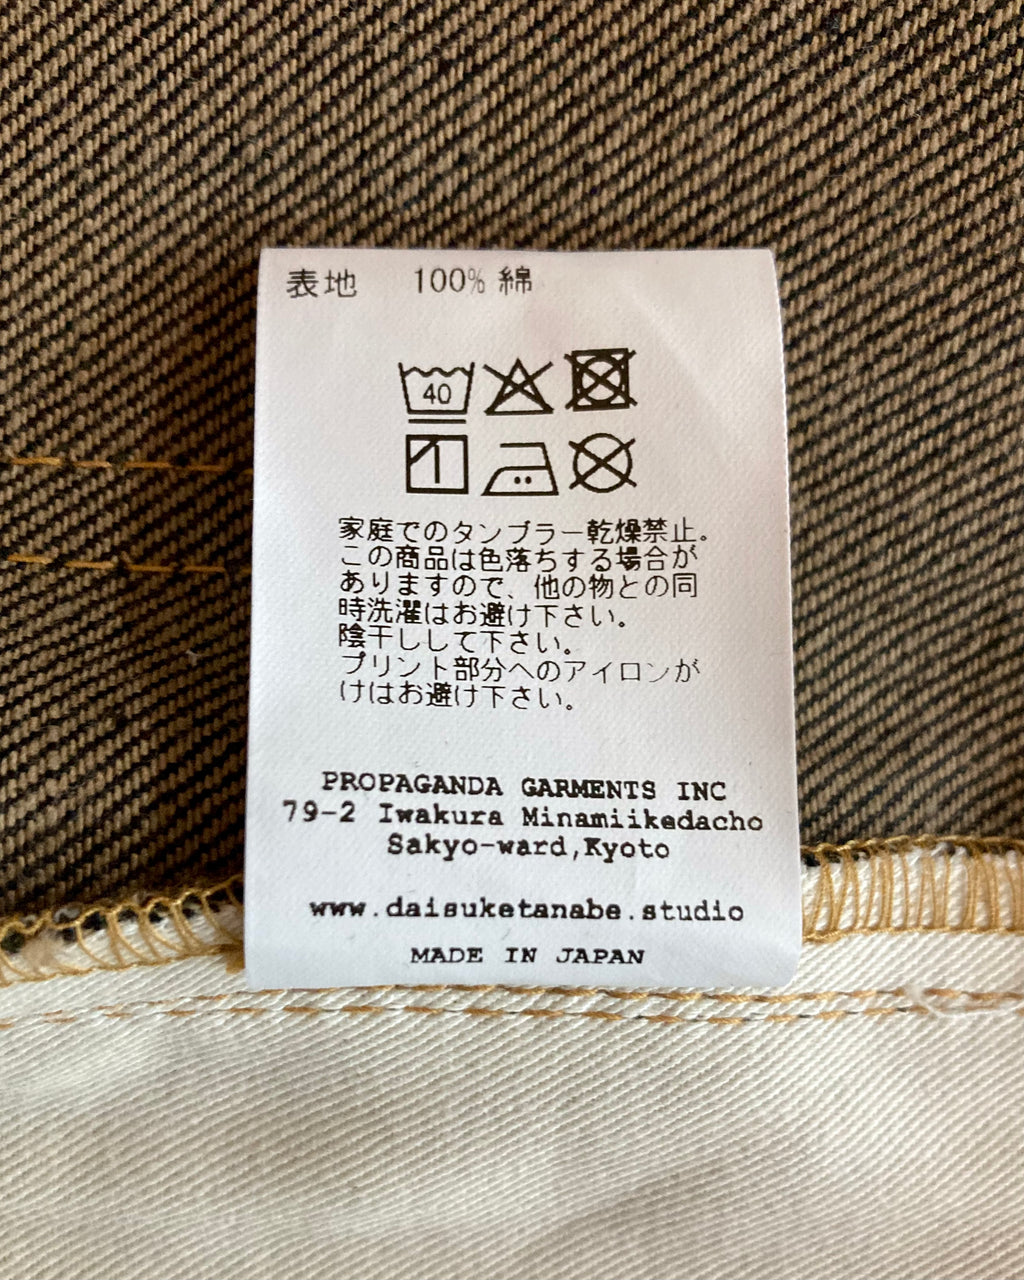 表地 100% 綿
40
家庭でのタンブラー乾燥禁止。
この商品は色落ちする場合が
ありますので、他の物との同
時洗濯はお避け下さい。
陰干しして下さい。
プリント部分へのアイロンが
けはお避け下さい。
PROPAGANDA GARMENTS INC
79-2 Iwakura Minamiikedacho
Sakyo-ward,Kyoto
www.daisuketanabe.studio
MADE IN JAPAN